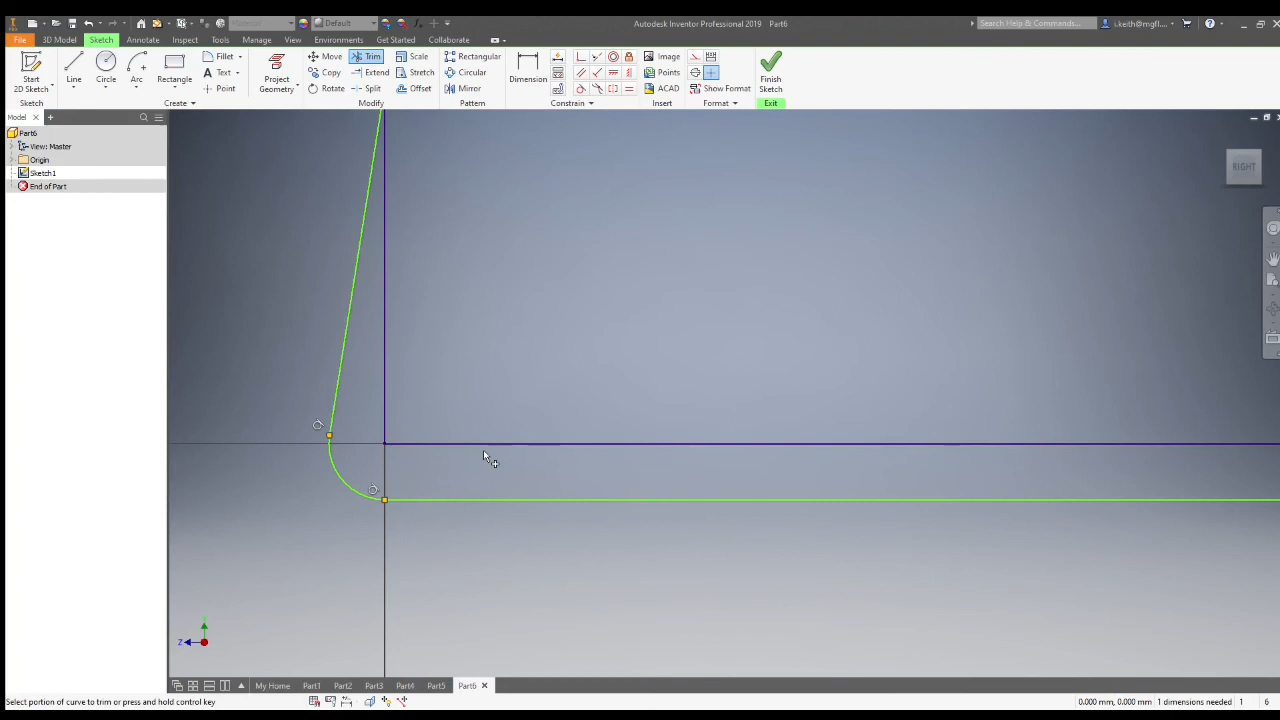 Autodesk Inventor Professional 2019 Part6
Search Help & Commands...
i.keith@mgfl...
Material
Default
File 3D Model Sketch Annotate Inspect Tools View Manage Environments Get Started Collaborate
Start
2D Sketch
Line
Circle
Arc
Rectangle
Fillet
Text
Point
Project
Geometry
Move
Copy
Rotate
Trim
Extend
Split
Scale
Stretch
Offset
Rectangular
Circular
Mirror
Dimension
Image
Points
ACAD
Show Format
Finish
Sketch
Sketch Create Modify Pattern Constrain Insert Format Exit
Model
Part6
View: Master
Origin
Sketch1
End of Part
RIGHT
Z
My Home Part1 Part2 Part3 Part4 Part5 Part6
Select portion of curve to trim or press and hold control key
0.000 mm, 0.000 mm 1 dimensions needed 1 6